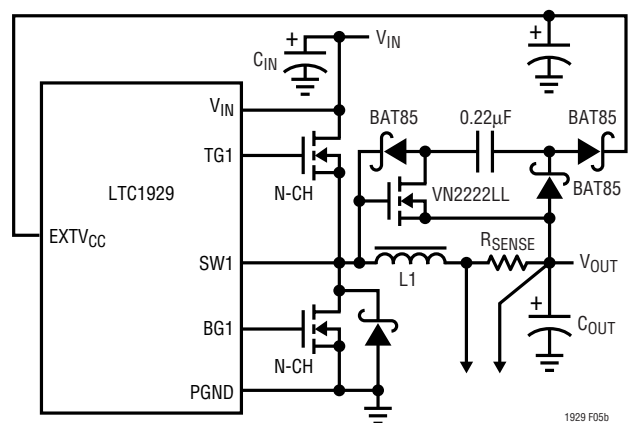 +
+
C_IN
V_IN
V_IN
BAT85
0.22µF
BAT85
TG1
LTC1929
N-CH
VN2222LL
BAT85
EXTV_CC
SW1
L1
R_SENSE
V_OUT
+
C_OUT
BG1
N-CH
PGND
1929 F05b